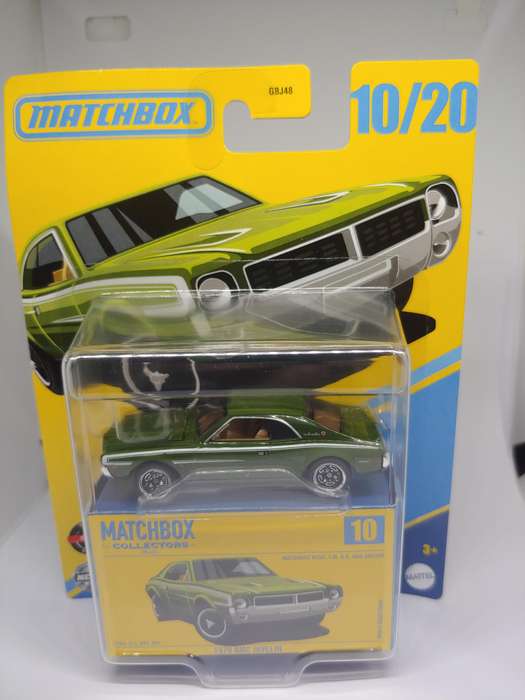 GBJ48
MATCHBOX
10/20
MATCHBOX
COLLECTORS
10
1970 AMC JAVELIN
3+
MATTEL